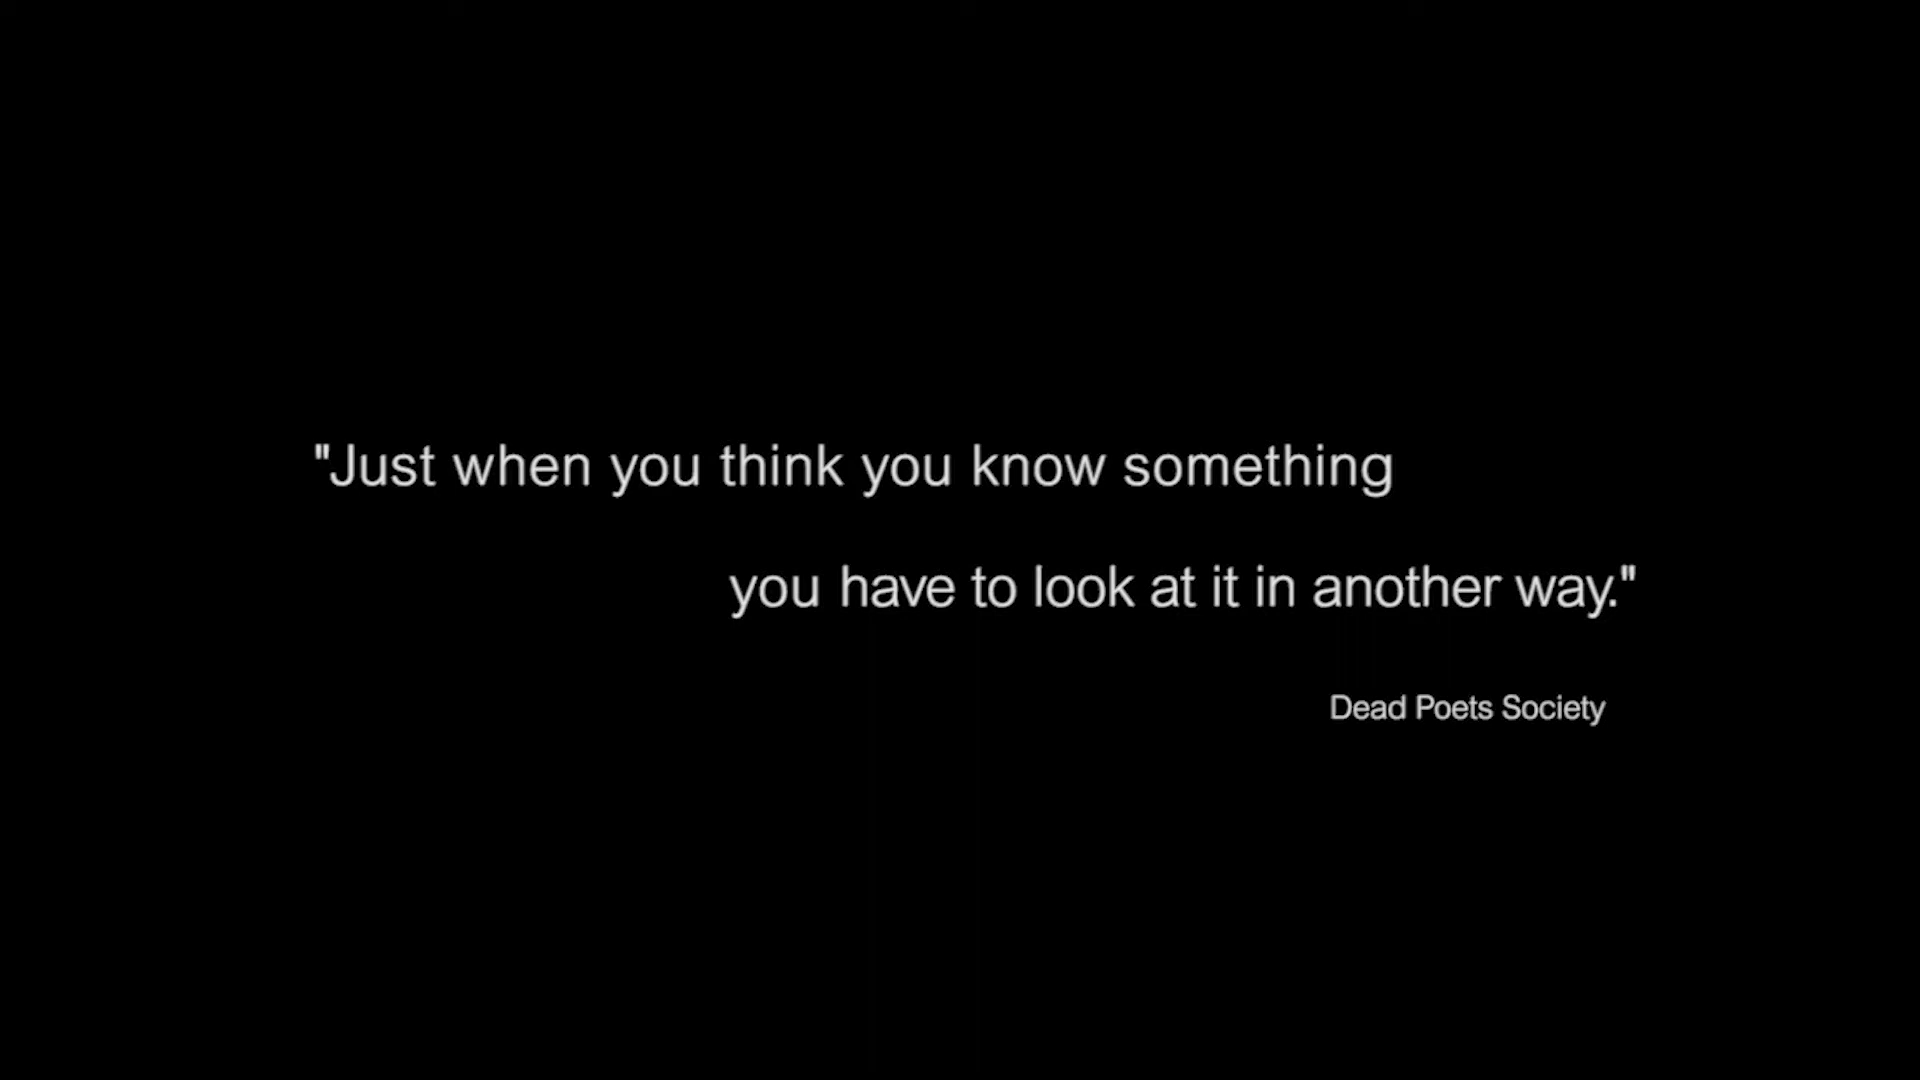 "Just when you think you know something
you have to look at it in another way."
Dead Poets Society